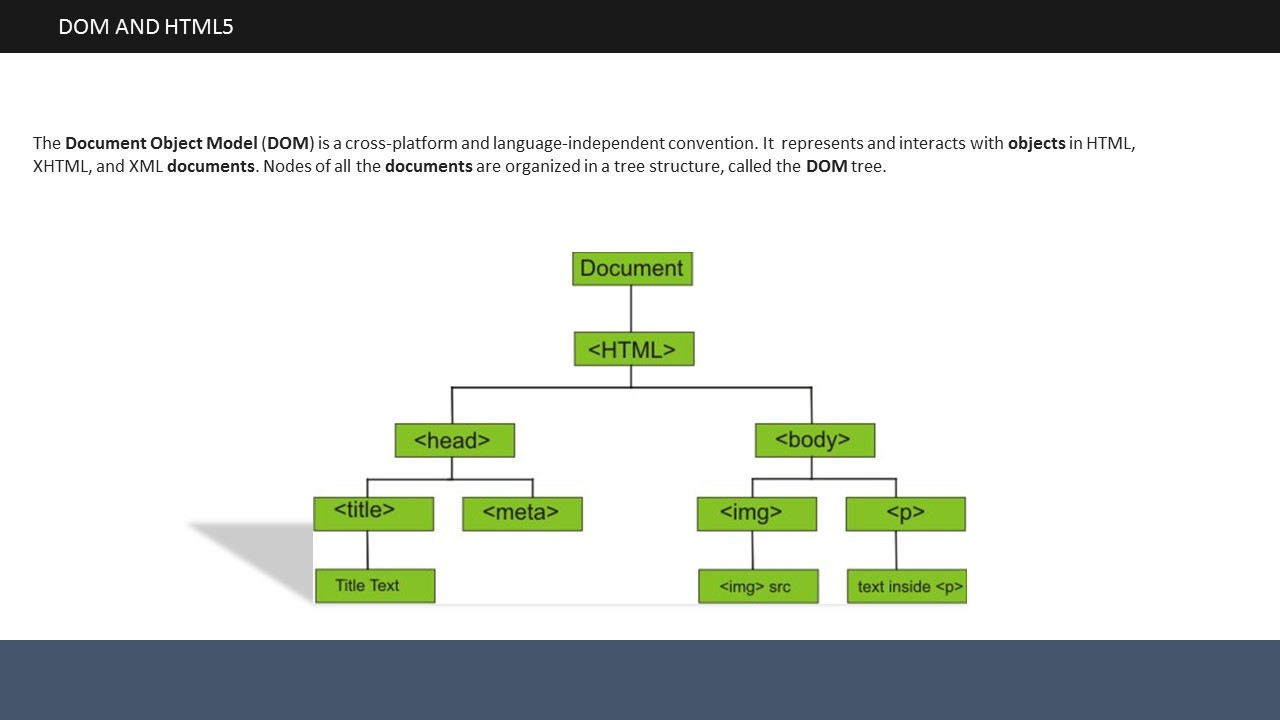 DOM AND HTML5
The Document Object Model (DOM) is a cross-platform and language-independent convention. It  represents and interacts with objects in HTML,
XHTML, and XML documents. Nodes of all the documents are organized in a tree structure, called the DOM tree.
Document
<HTML>
<head>
<body>
<title>
<meta>
<img>
<p>
Title Text
<img> src
text inside <p>